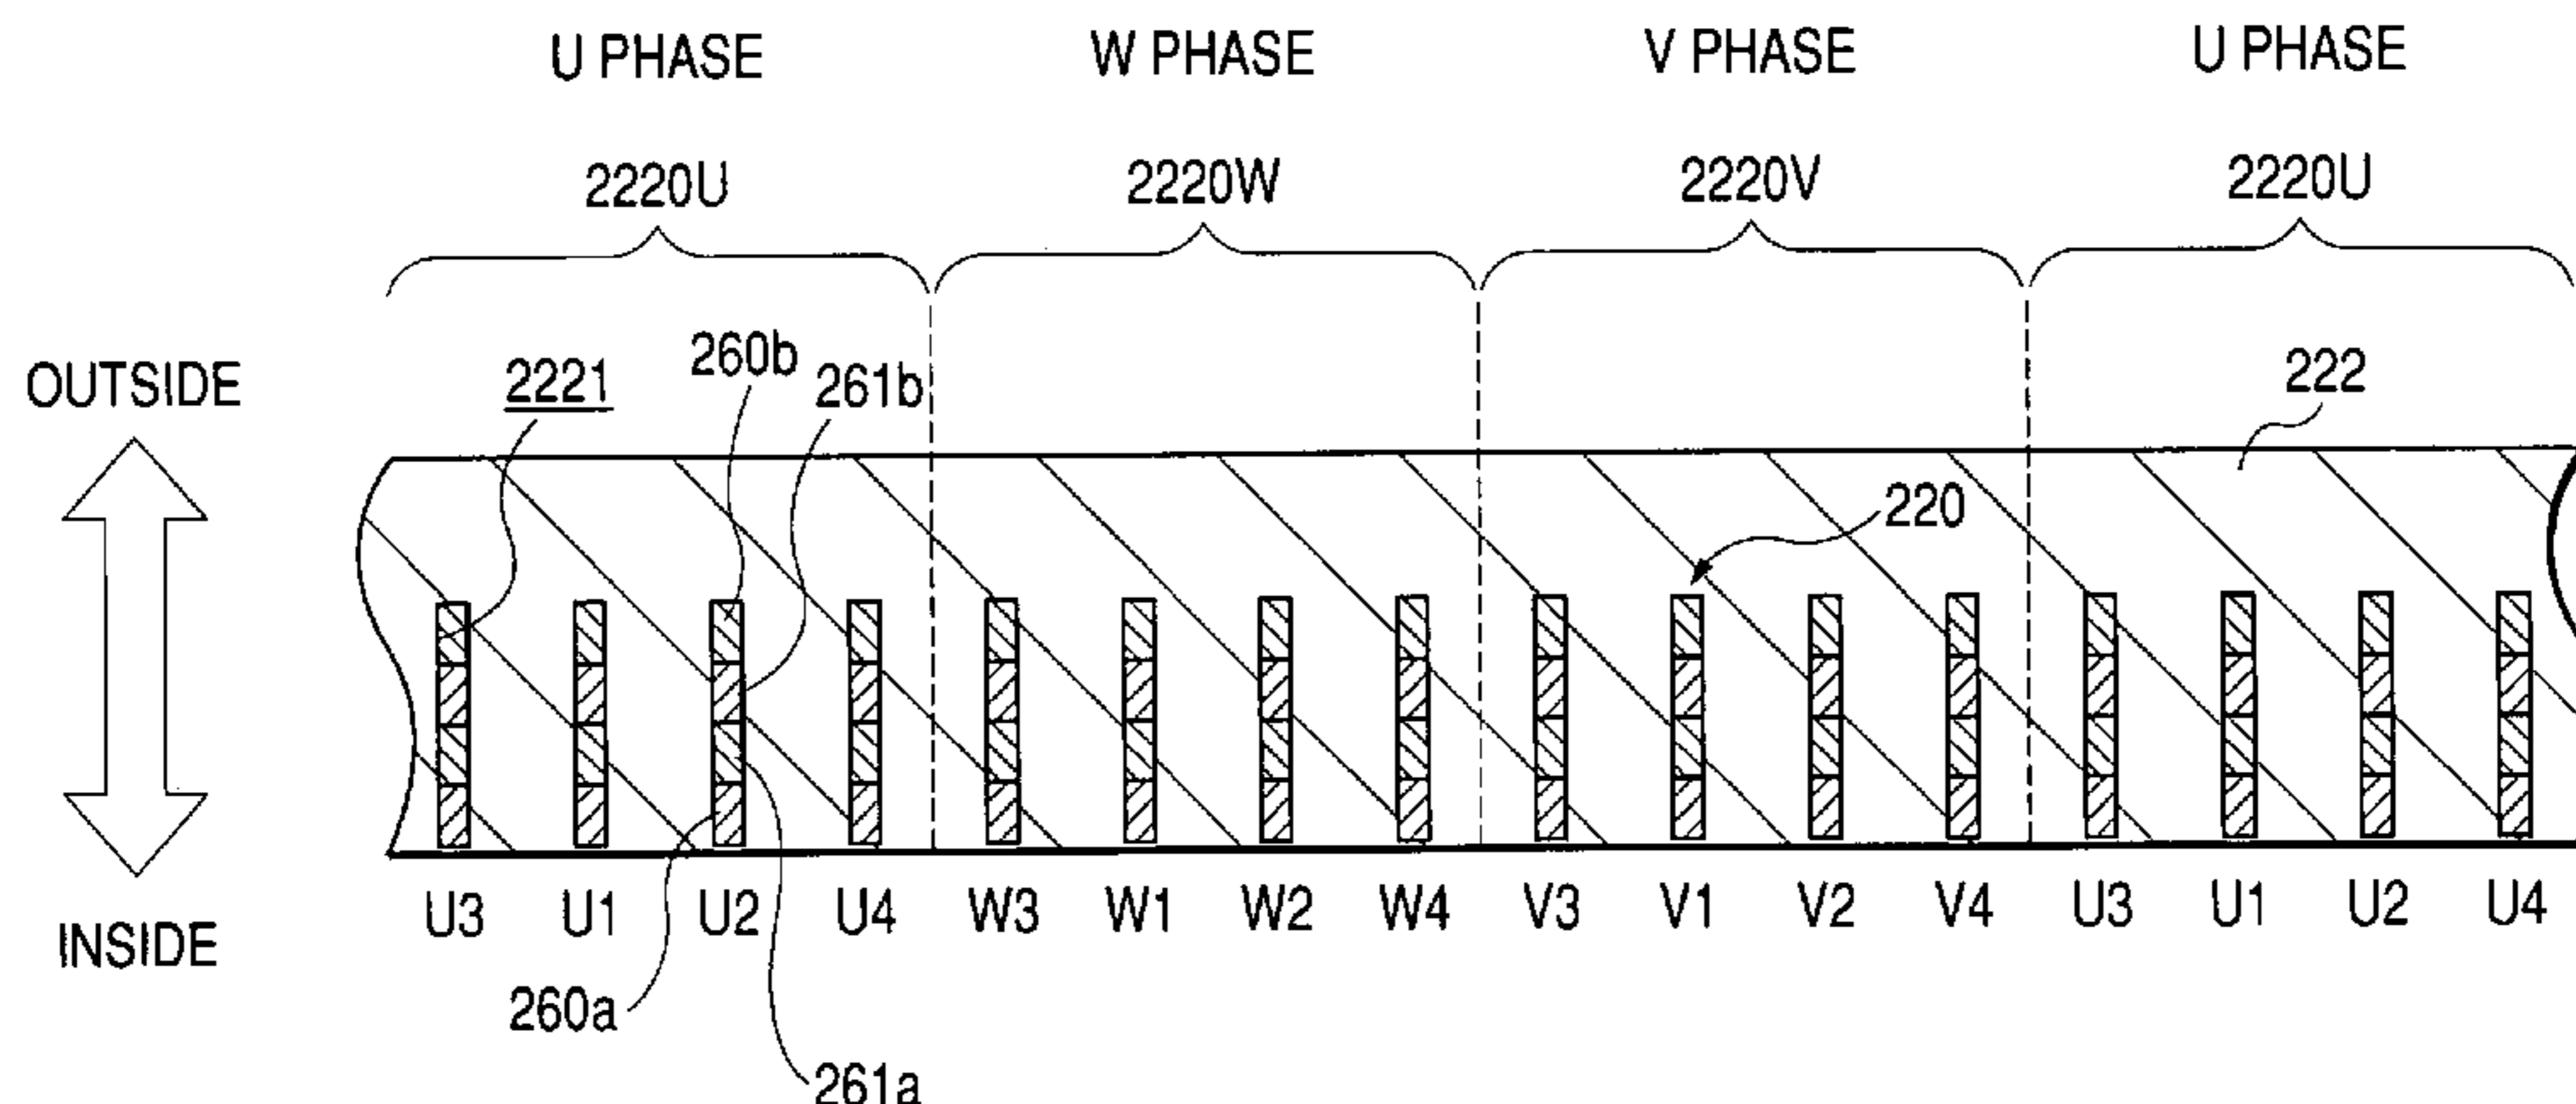 U PHASE W PHASE V PHASE U PHASE
2220U 2220W 2220V 2220U
OUTSIDE 2221 260b 261b 222
220
U3 U1 U2 U4 W3 W1 W2 W4 V3 V1 V2 V4 U3 U1 U2 U4
INSIDE
260a
261a